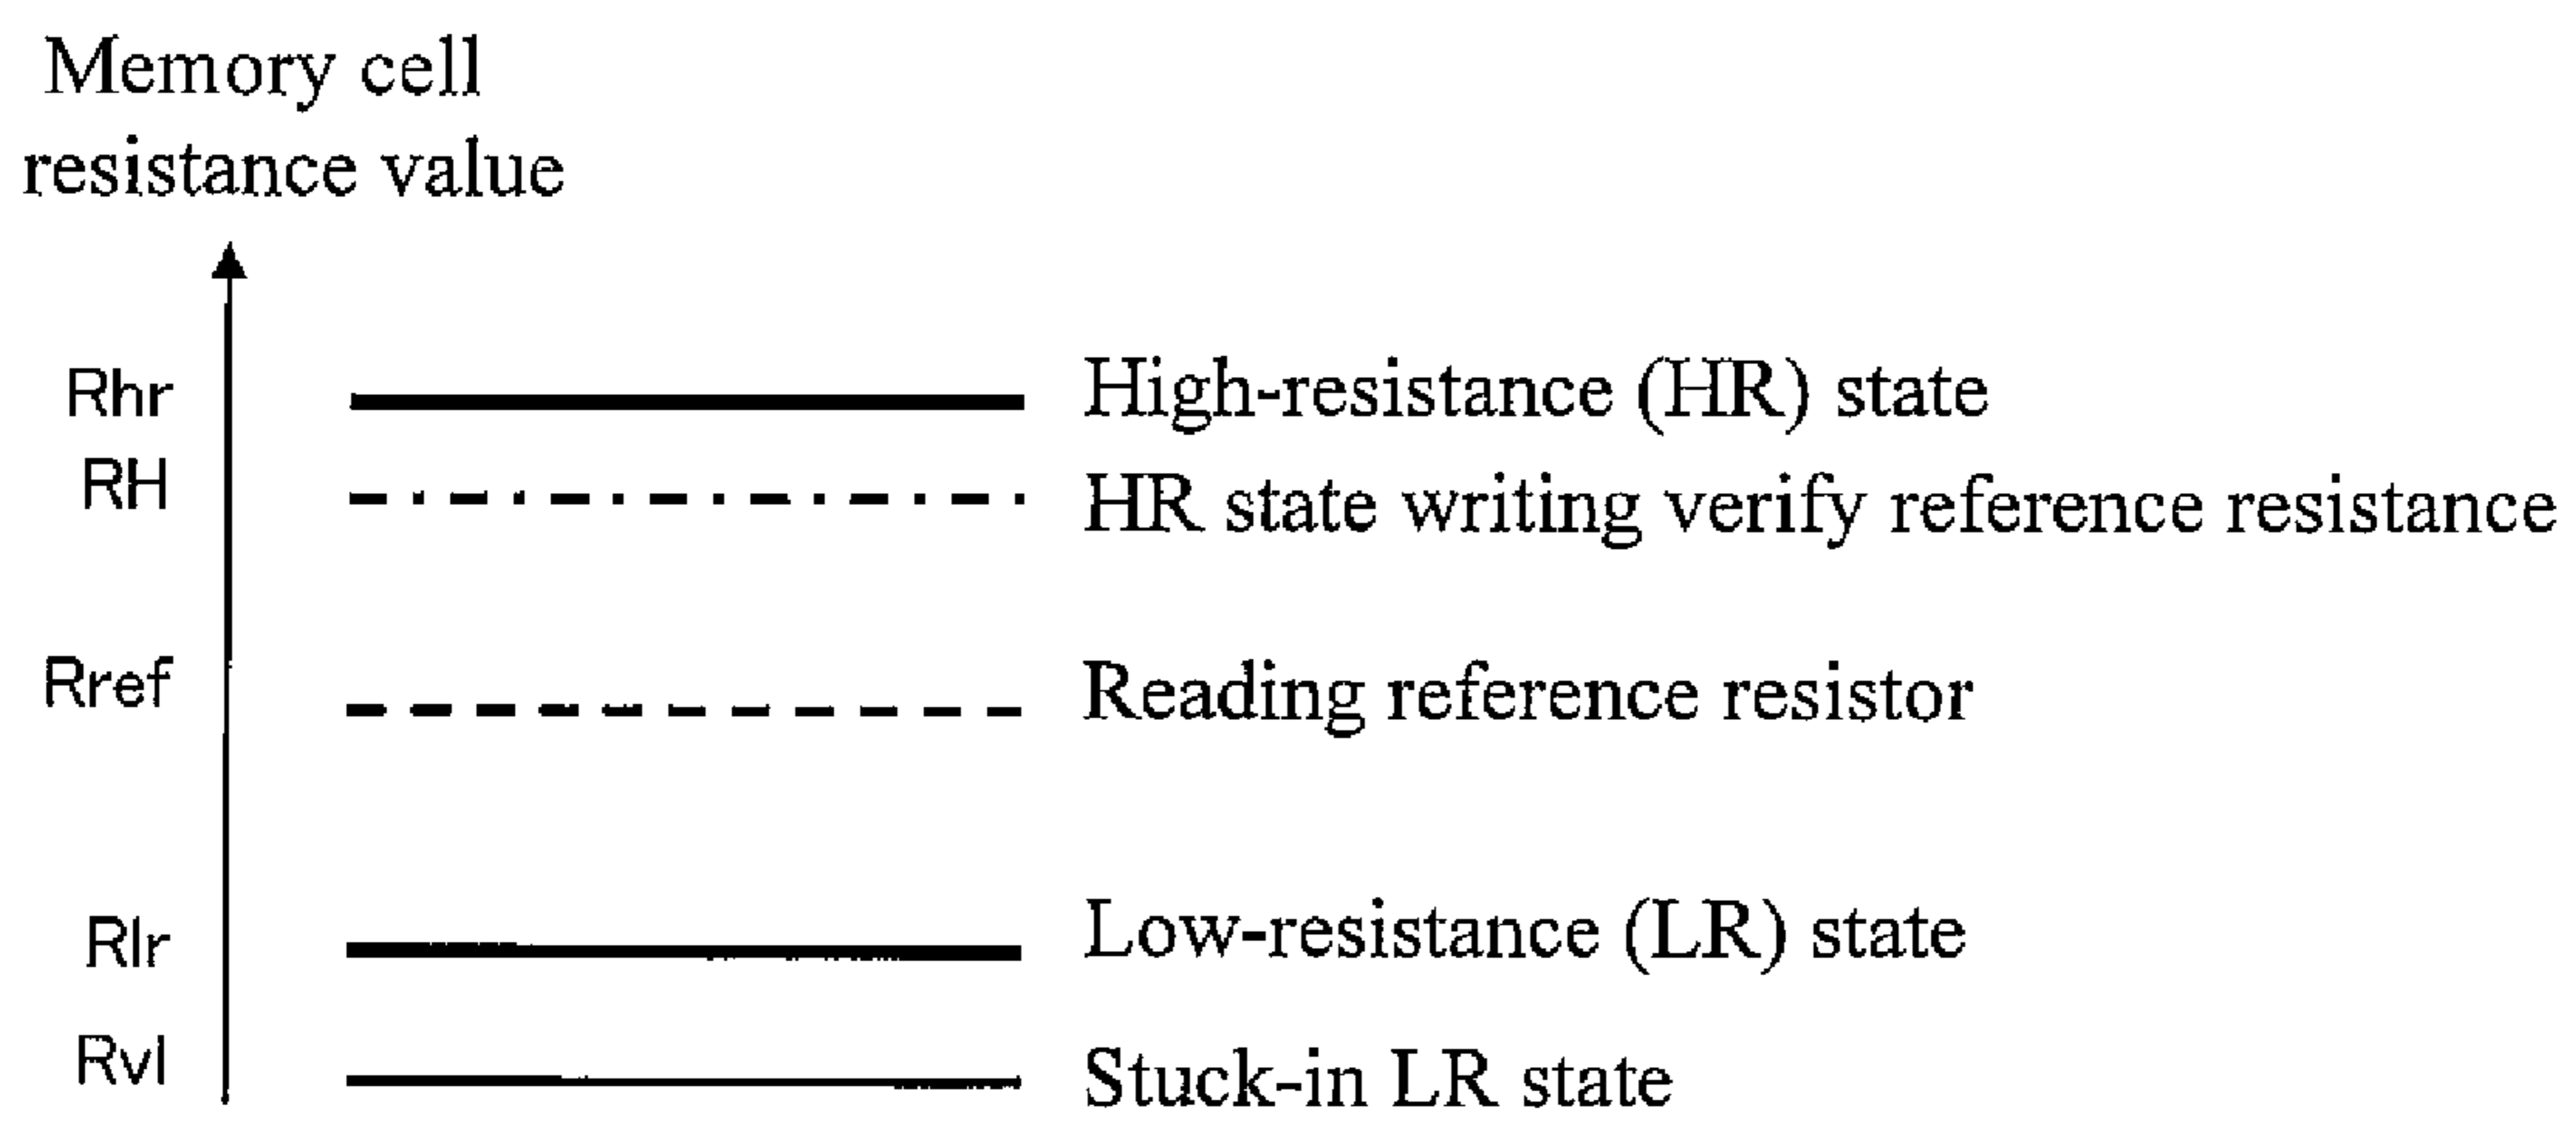 Memory cell
resistance value
Rhr High-resistance (HR) state
RH HR state writing verify reference resistance
Rref Reading reference resistor
Rlr Low-resistance (LR) state
Rvl Stuck-in LR state